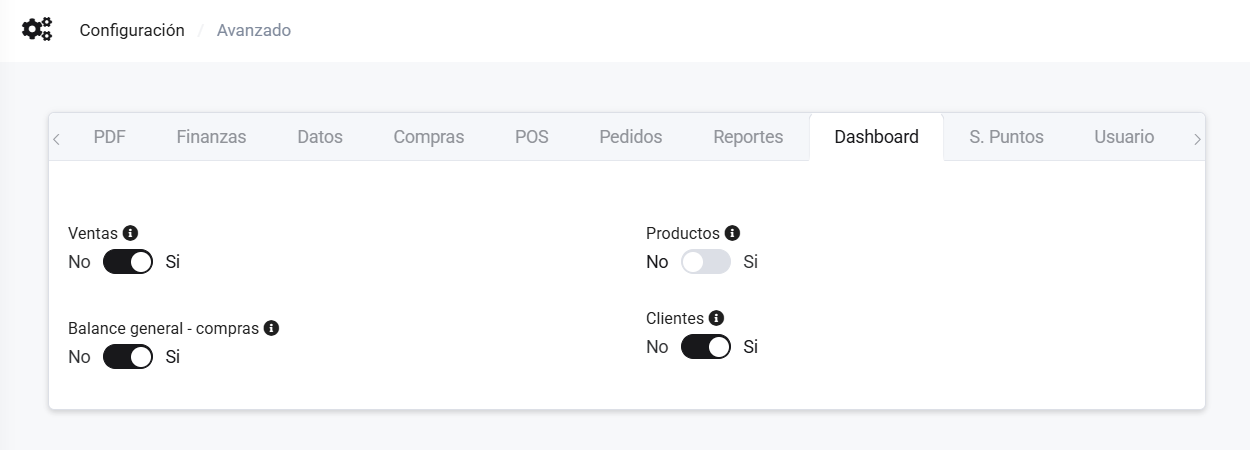 Configuración / Avanzado
PDF Finanzas Datos Compras POS Pedidos Reportes Dashboard S. Puntos Usuario
Ventas
No Si
Productos
No Si
Balance general - compras
No Si
Clientes
No Si